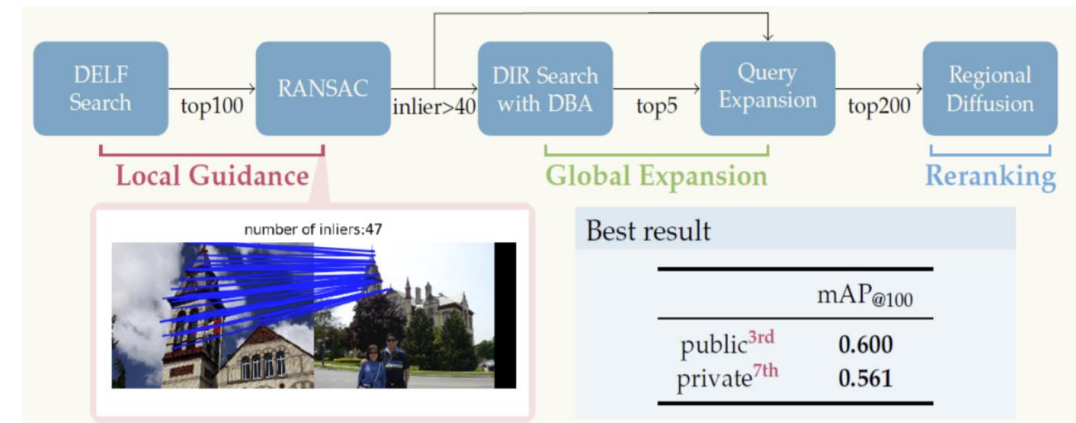 DELF
Search
top100
RANSAC
inlier>40
DIR Search
with DBA
top5
Query
Expansion
top200
Regional
Diffusion
Local Guidance
Global Expansion
Reranking
number of inliers:47
Best result
mAP@100
public3rd 0.600
private7th 0.561